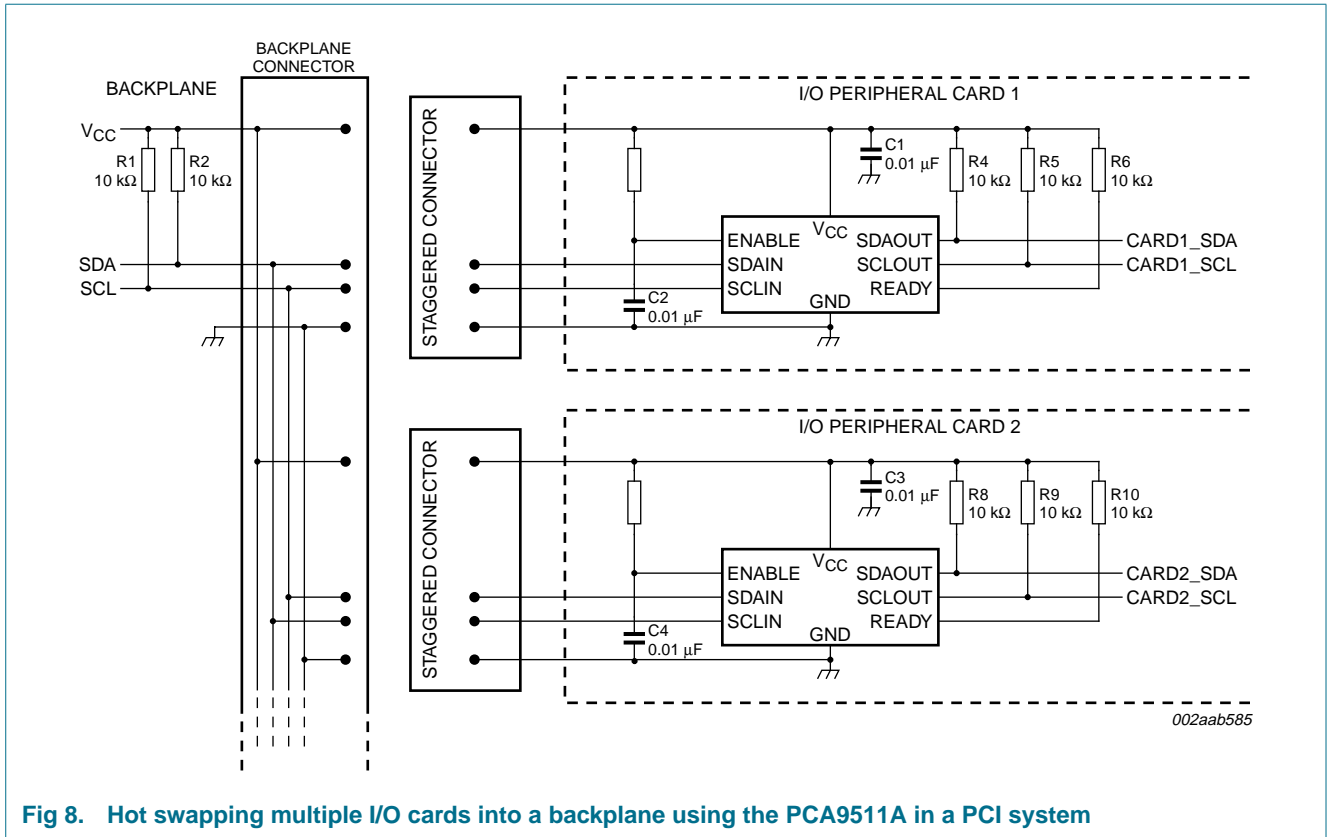 BACKPLANE
CONNECTOR
BACKPLANE
VCC
R1
10 kΩ
R2
10 kΩ
SDA
SCL
STAGGERED CONNECTOR
I/O PERIPHERAL CARD 1
C1
0.01 μF
R4
10 kΩ
R5
10 kΩ
R6
10 kΩ
VCC
ENABLE
SDAIN
SCLIN
SDAOUT
SCLOUT
READY
GND
CARD1_SDA
CARD1_SCL
C2
0.01 μF
STAGGERED CONNECTOR
I/O PERIPHERAL CARD 2
C3
0.01 μF
R8
10 kΩ
R9
10 kΩ
R10
10 kΩ
VCC
ENABLE
SDAIN
SCLIN
SDAOUT
SCLOUT
READY
GND
CARD2_SDA
CARD2_SCL
C4
0.01 μF
002aab585
Fig 8. Hot swapping multiple I/O cards into a backplane using the PCA9511A in a PCI system